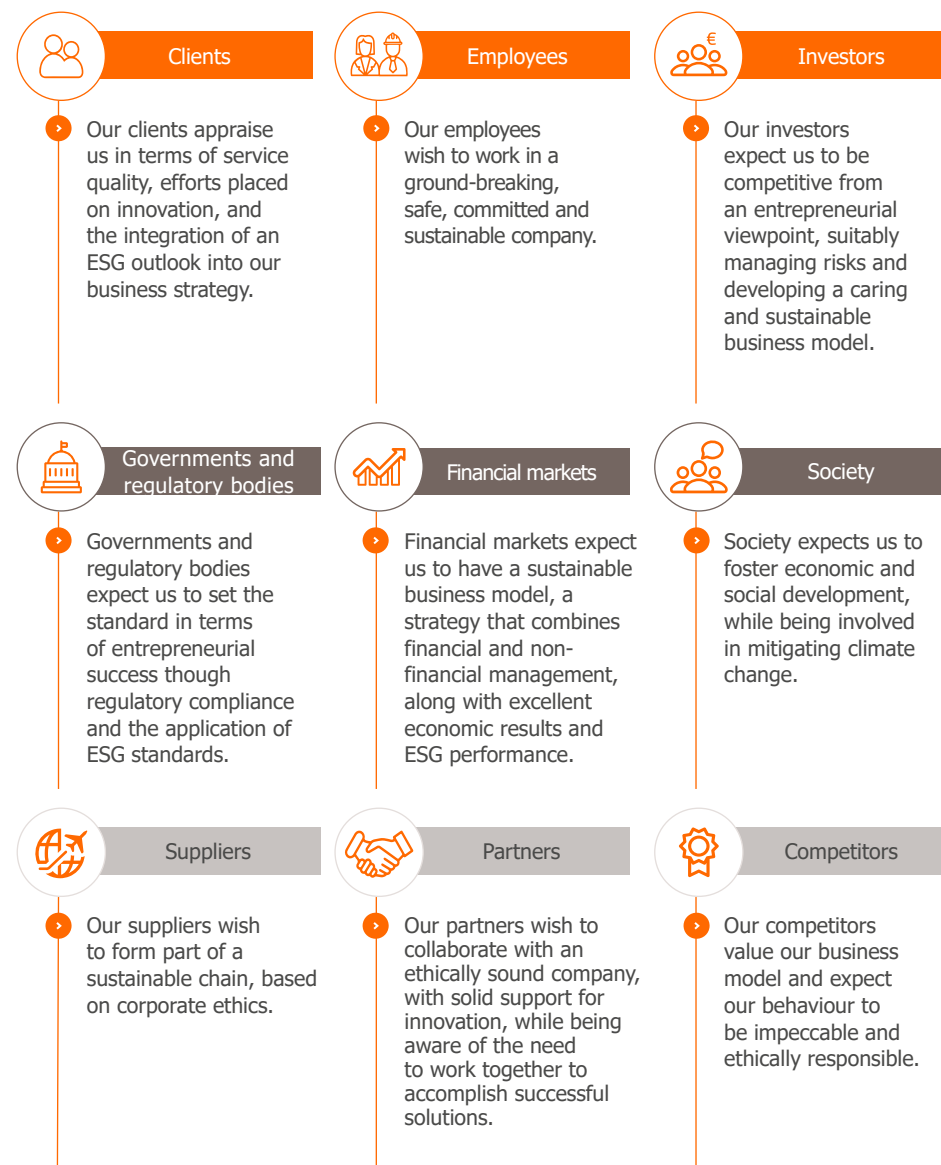 Clients
Our clients appraise
us in terms of service
quality, efforts placed
on innovation, and
the integration of an
ESG outlook into our
business strategy.
Employees
Our employees
wish to work in a
ground-breaking,
safe, committed and
sustainable company.
€
Investors
Our investors
expect us to be
competitive from
an entrepreneurial
viewpoint, suitably
managing risks and
developing a caring
and sustainable
business model.
Governments and
regulatory bodies
Governments and
regulatory bodies
expect us to set the
standard in terms
of entrepreneurial
success though
regulatory compliance
and the application of
ESG standards.
Financial markets
Financial markets expect
us to have a sustainable
business model, a
strategy that combines
financial and non-
financial management,
along with excellent
economic results and
ESG performance.
Society
Society expects us to
foster economic and
social development,
while being involved
in mitigating climate
change.
Suppliers
Our suppliers wish
to form part of a
sustainable chain, based
on corporate ethics.
Partners
Our partners wish to
collaborate with an
ethically sound company,
with solid support for
innovation, while being
aware of the need
to work together to
accomplish successful
solutions.
Competitors
Our competitors
value our business
model and expect
our behaviour to
be impeccable and
ethically responsible.